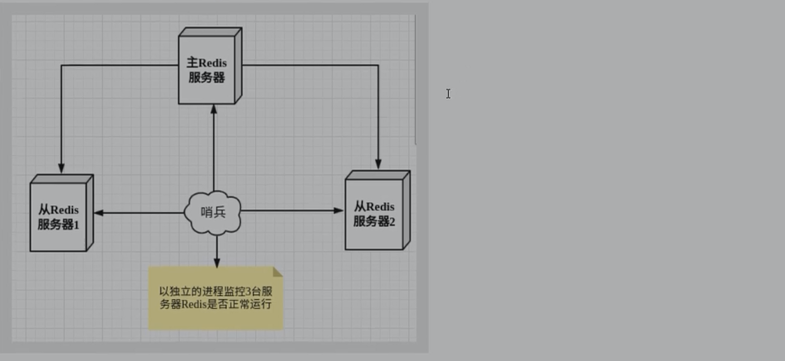 主Redis
服务器
从Redis
服务器1
哨兵
从Redis
服务器2
以独立的进程监控3台服
务器Redis是否正常运行